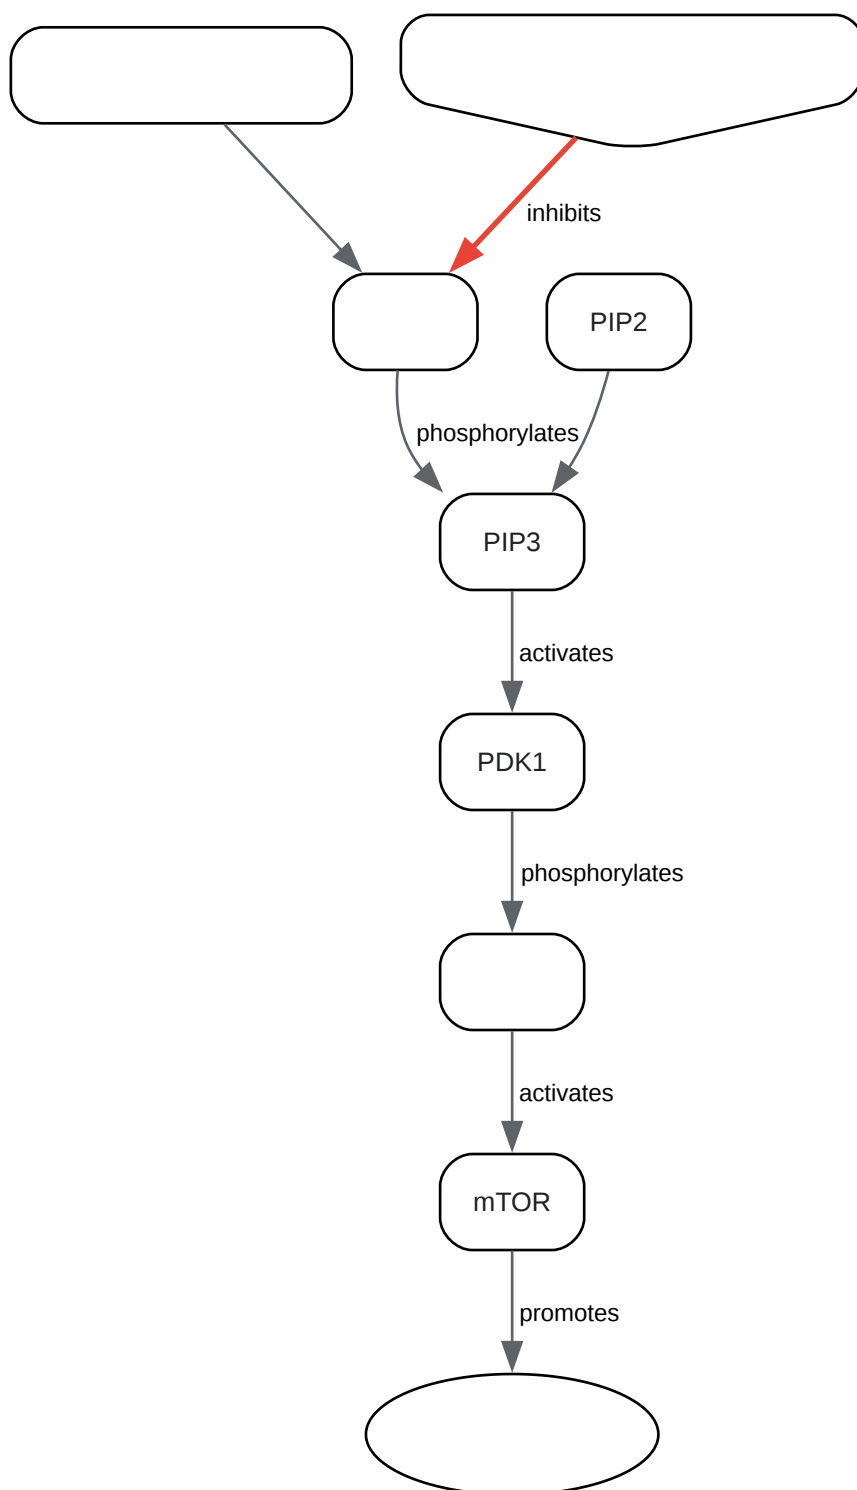 inhibits
PIP2
phosphorylates
PIP3
activates
PDK1
phosphorylates
activates
mTOR
promotes